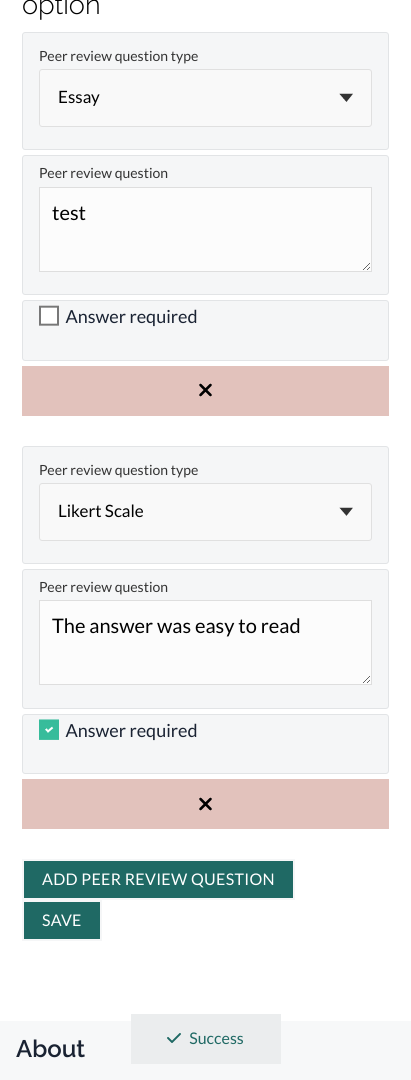 option
Peer review question type
Essay
Peer review question
test
Answer required
Peer review question type
Likert Scale
Peer review question
The answer was easy to read
Answer required
ADD PEER REVIEW QUESTION
SAVE
Success
About